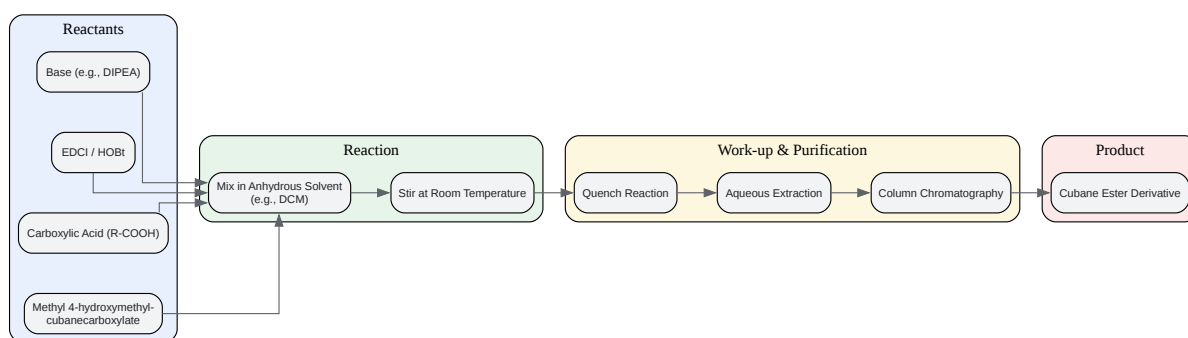 Reactants
Base (e.g., DIPEA)
EDCI / HOBt
Carboxylic Acid (R-COOH)
Methyl 4-hydroxymethyl-
cubanecarboxylate
Reaction
Mix in Anhydrous Solvent
(e.g., DCM)
Stir at Room Temperature
Work-up & Purification
Quench Reaction
Aqueous Extraction
Column Chromatography
Product
Cubane Ester Derivative